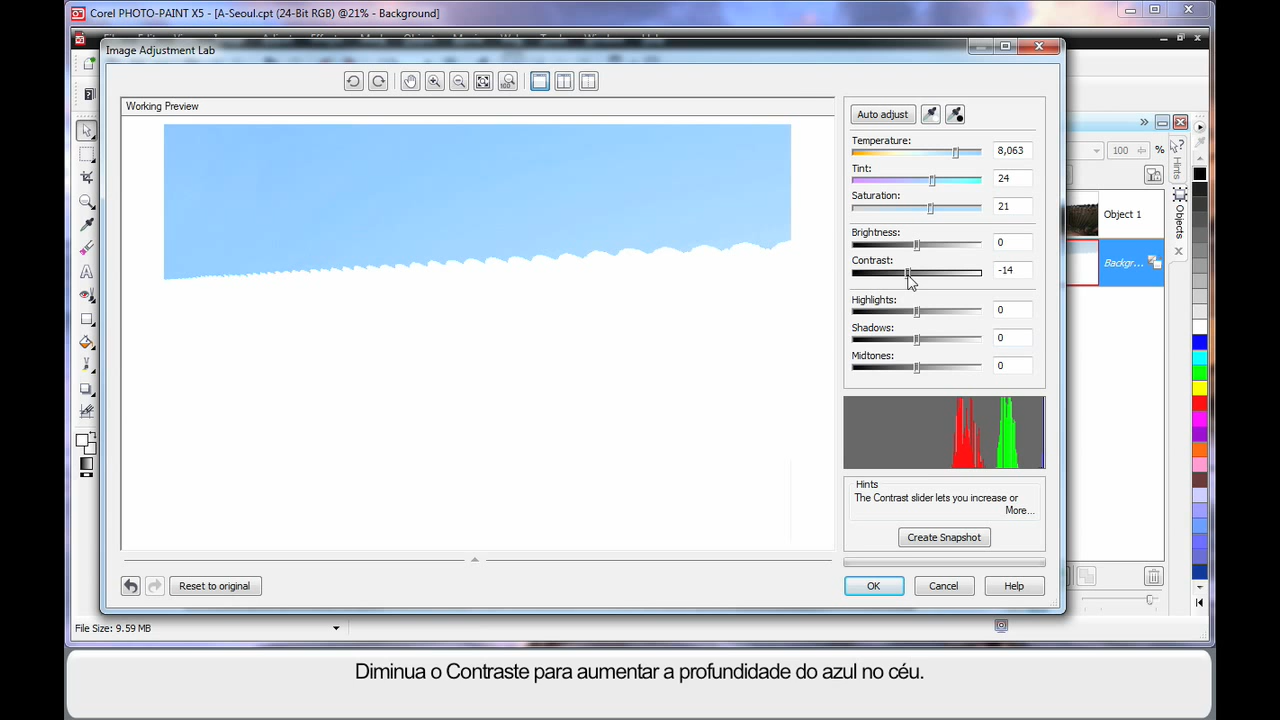 Corel PHOTO-PAINT X5 - [A-Seoul.cpt (24-Bit RGB) @21% - Background]
Image Adjustment Lab
Working Preview
Auto adjust
Temperature:
8,063
Tint:
24
Saturation:
21
Brightness:
0
Contrast:
-14
Highlights:
0
Shadows:
0
Midtones:
0
Hints
The Contrast slider lets you increase or
More...
Create Snapshot
Reset to original
OK
Cancel
Help
100
%
Object 1
Backgr...
Hints
Objects
File Size: 9.59 MB
Diminua o Contraste para aumentar a profundidade do azul no céu.